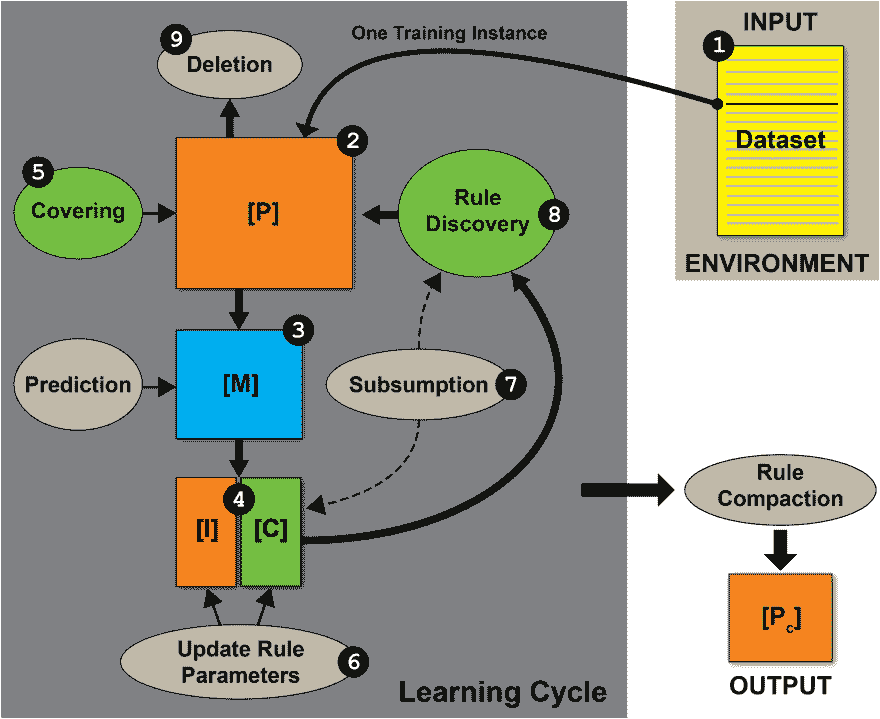 9
Deletion
One Training Instance
INPUT
1
Dataset
ENVIRONMENT
2
[P]
5
Covering
Rule
Discovery
8
3
[M]
Prediction
Subsumption
7
4
[I]
[C]
Update Rule
Parameters
6
Learning Cycle
Rule
Compaction
[Pc]
OUTPUT